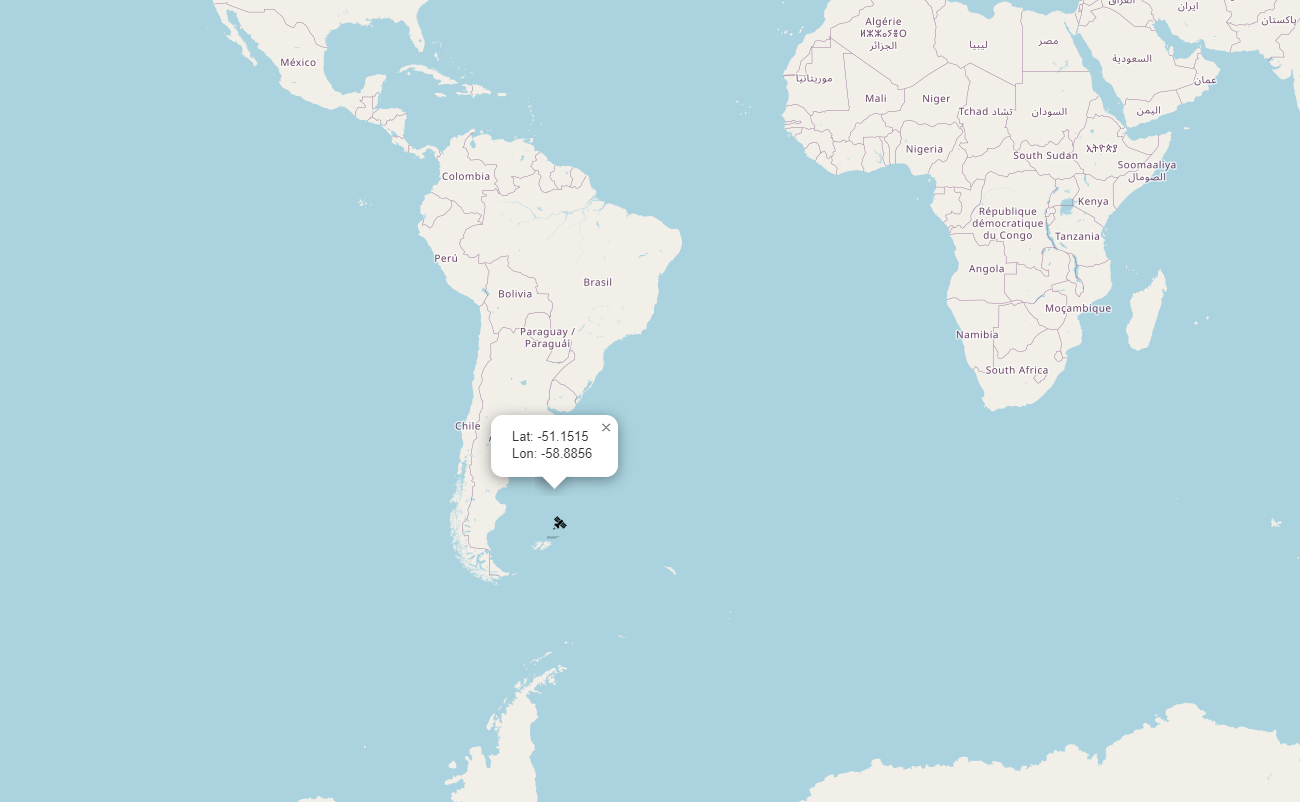 العراق
ایران
پاکستان
Algérie
ⵍⵣⵣⴰⵢⴻⵔ
الجزائر
ليبيا
مصر
السعودية
México
موريتانيا
عمان
Mali
Niger
Tchad تشاد
السودان
اليمن
Nigeria
South Sudan
ኢትዮጵያ
Soomaaliya
الصومال
Colombia
Kenya
République
démocratique
du Congo
Tanzania
Perú
Angola
Brasil
Bolivia
Moçambique
Paraguay /
Paraguái
Namibia
South Africa
Chile
Lat: -51.1515
Lon: -58.8856
×